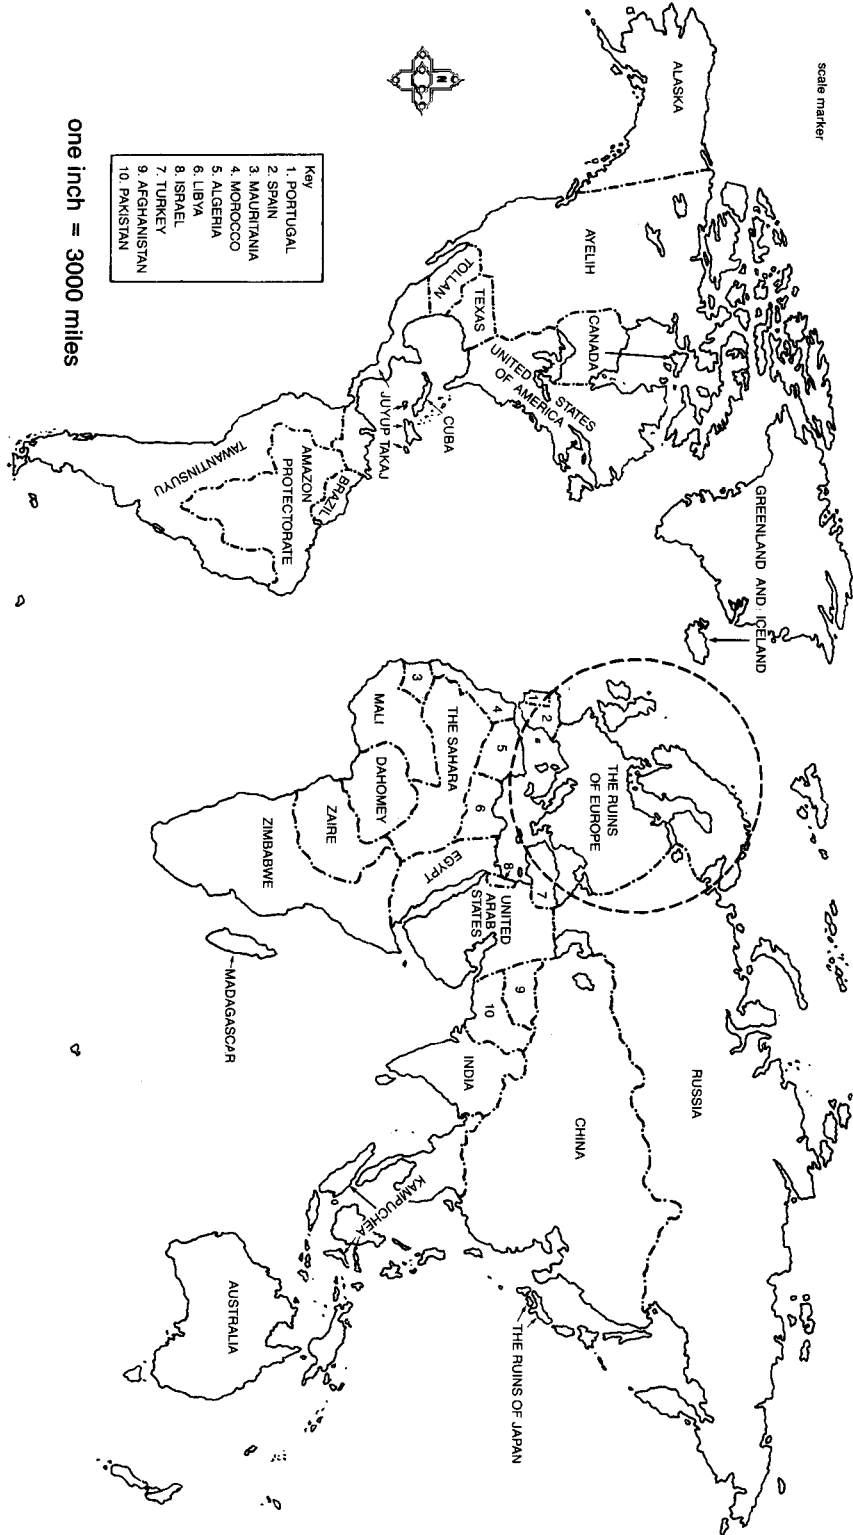 scale marker
ALASKA
AYELIH
CANADA
UNITED STATES
OF AMERICA
TEXAS
TOLLAN
CUBA
JUYUP TAKAJ
BRAZIL
AMAZON
PROTECTORATE
TAWANTINSUYU
GREENLAND AND ICELAND
THE RUINS
OF EUROPE
1
2
3
4
5
6
7
8
9
10
THE SAHARA
MALI
DAHOMEY
ZAIRE
ZIMBABWE
EGYPT
UNITED
ARAB
STATES
MADAGASCAR
INDIA
RUSSIA
CHINA
KAMPUCHEA
THE RUINS OF JAPAN
AUSTRALIA
N
Key
1. PORTUGAL
2. SPAIN
3. MAURITANIA
4. MOROCCO
5. ALGERIA
6. LIBYA
8. ISRAEL
7. TURKEY
9. AFGHANISTAN
10. PAKISTAN
one inch = 3000 miles